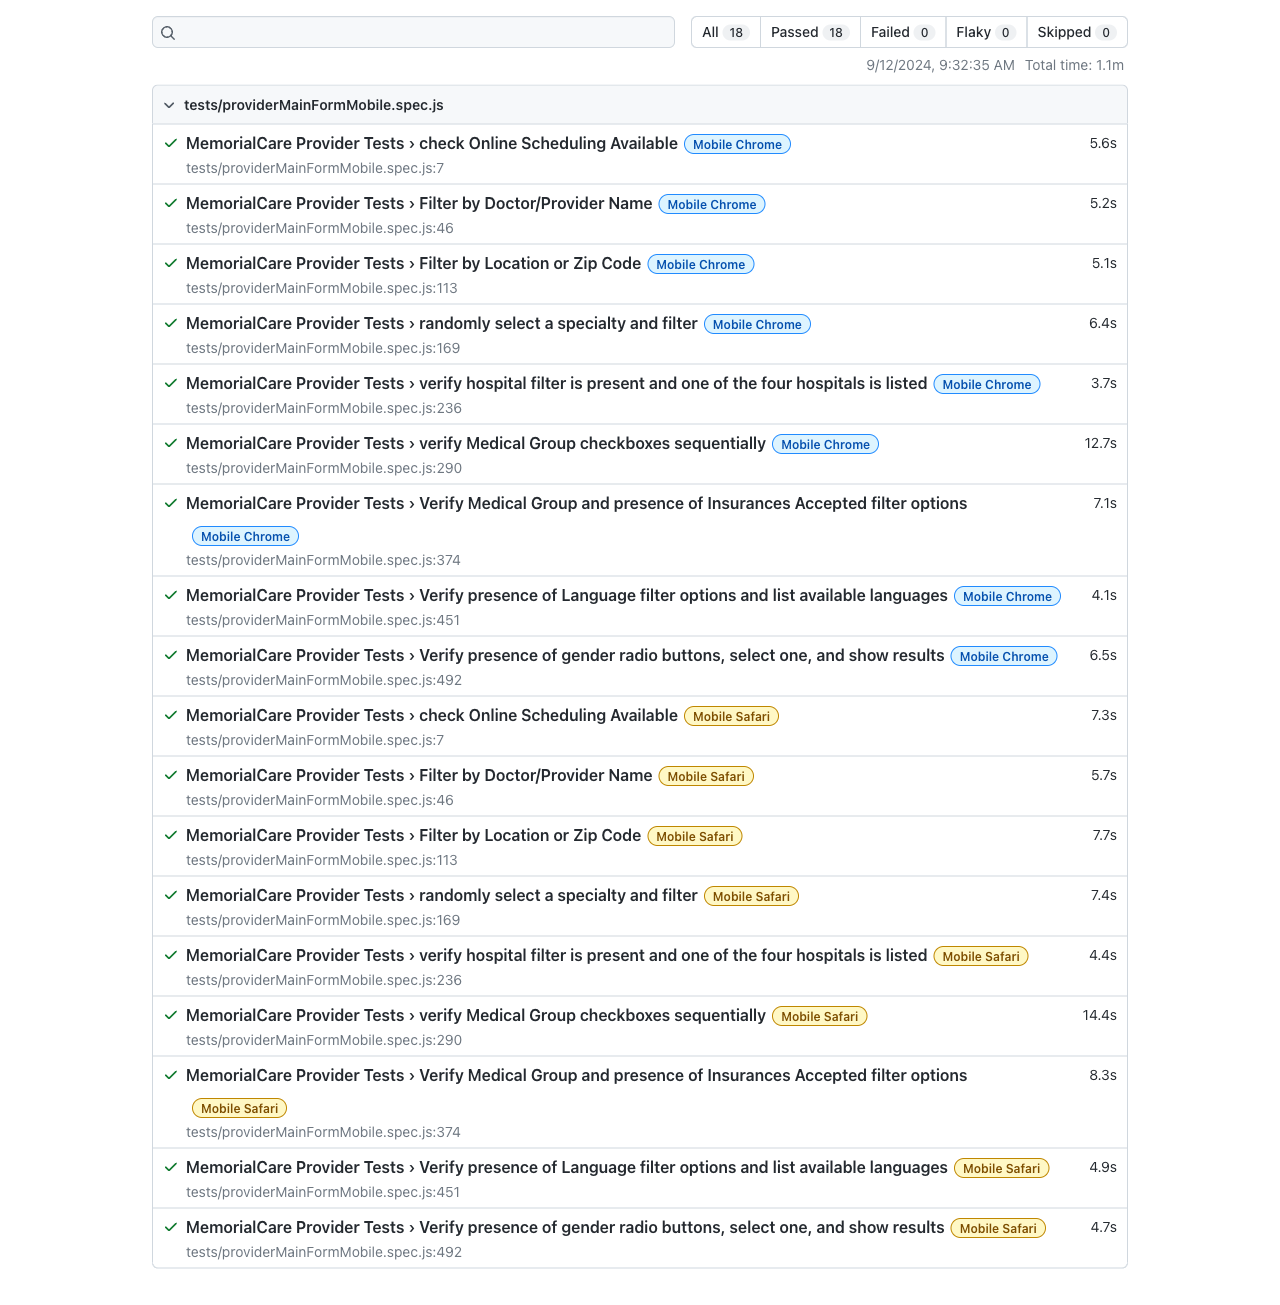 All 18 Passed 18 Failed 0 Flaky 0 Skipped 0
9/12/2024, 9:32:35 AM Total time: 1.1m
tests/providerMainFormMobile.spec.js
MemorialCare Provider Tests › check Online Scheduling Available Mobile Chrome 5.6s
tests/providerMainFormMobile.spec.js:7
MemorialCare Provider Tests › Filter by Doctor/Provider Name Mobile Chrome 5.2s
tests/providerMainFormMobile.spec.js:46
MemorialCare Provider Tests › Filter by Location or Zip Code Mobile Chrome 5.1s
tests/providerMainFormMobile.spec.js:113
MemorialCare Provider Tests › randomly select a specialty and filter Mobile Chrome 6.4s
tests/providerMainFormMobile.spec.js:169
MemorialCare Provider Tests › verify hospital filter is present and one of the four hospitals is listed Mobile Chrome 3.7s
tests/providerMainFormMobile.spec.js:236
MemorialCare Provider Tests › verify Medical Group checkboxes sequentially Mobile Chrome 12.7s
tests/providerMainFormMobile.spec.js:290
MemorialCare Provider Tests › Verify Medical Group and presence of Insurances Accepted filter options 7.1s
Mobile Chrome
tests/providerMainFormMobile.spec.js:374
MemorialCare Provider Tests › Verify presence of Language filter options and list available languages Mobile Chrome 4.1s
tests/providerMainFormMobile.spec.js:451
MemorialCare Provider Tests › Verify presence of gender radio buttons, select one, and show results Mobile Chrome 6.5s
tests/providerMainFormMobile.spec.js:492
MemorialCare Provider Tests › check Online Scheduling Available Mobile Safari 7.3s
tests/providerMainFormMobile.spec.js:7
MemorialCare Provider Tests › Filter by Doctor/Provider Name Mobile Safari 5.7s
tests/providerMainFormMobile.spec.js:46
MemorialCare Provider Tests › Filter by Location or Zip Code Mobile Safari 7.7s
tests/providerMainFormMobile.spec.js:113
MemorialCare Provider Tests › randomly select a specialty and filter Mobile Safari 7.4s
tests/providerMainFormMobile.spec.js:169
MemorialCare Provider Tests › verify hospital filter is present and one of the four hospitals is listed Mobile Safari 4.4s
tests/providerMainFormMobile.spec.js:236
MemorialCare Provider Tests › verify Medical Group checkboxes sequentially Mobile Safari 14.4s
tests/providerMainFormMobile.spec.js:290
MemorialCare Provider Tests › Verify Medical Group and presence of Insurances Accepted filter options 8.3s
Mobile Safari
tests/providerMainFormMobile.spec.js:374
MemorialCare Provider Tests › Verify presence of Language filter options and list available languages Mobile Safari 4.9s
tests/providerMainFormMobile.spec.js:451
MemorialCare Provider Tests › Verify presence of gender radio buttons, select one, and show results Mobile Safari 4.7s
tests/providerMainFormMobile.spec.js:492